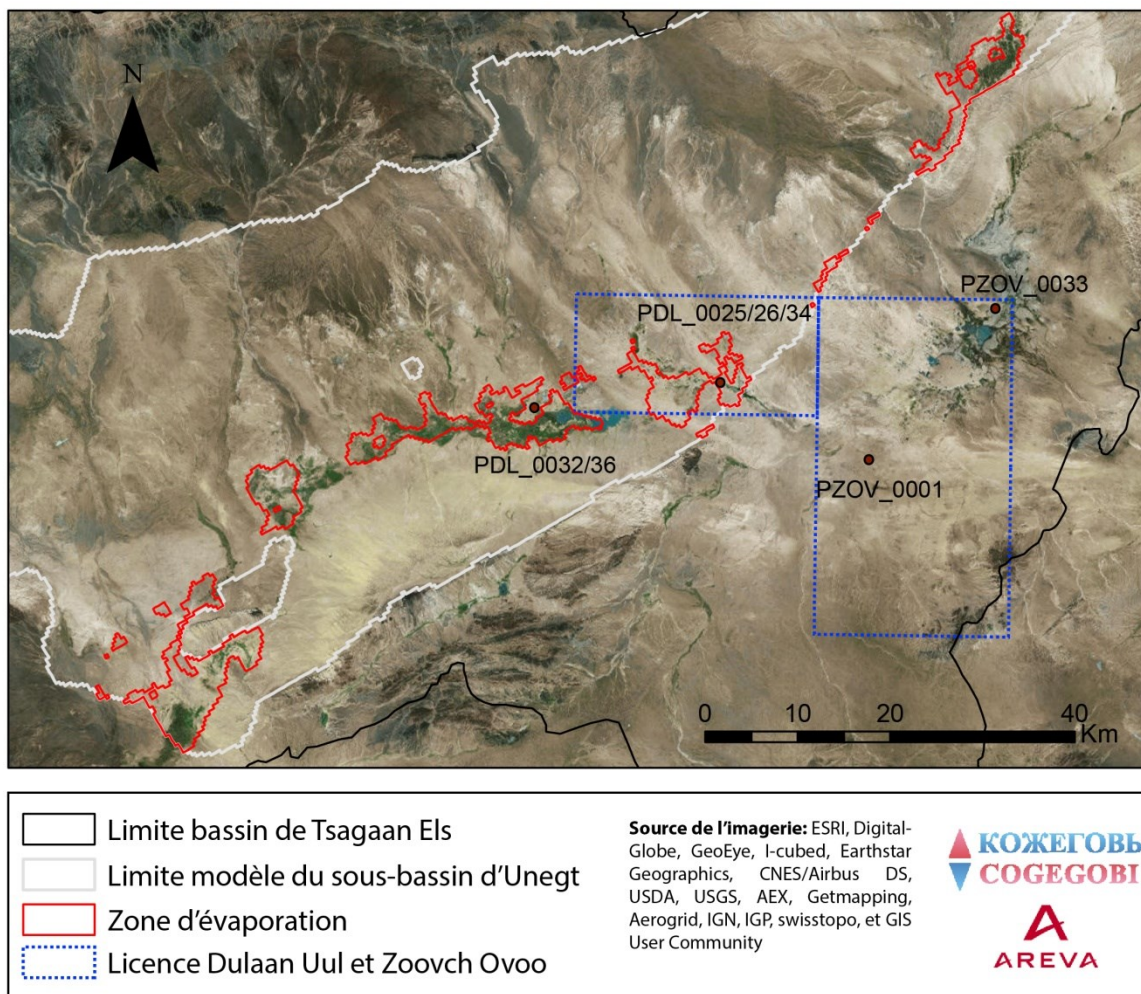 N
PZOV_0033
PDL_0025/26/34
PDL_0032/36
PZOV_0001
0 10 20 40
Km
Limite bassin de Tsagaan Els
Limite modèle du sous-bassin d'Unegt
Zone d'évaporation
Licence Dulaan Uul et Zoovch Ovoo
Source de l'imagerie: ESRI, Digital-
Globe, GeoEye, I-cubed, Earthstar
Geographics, CNES/Airbus DS,
USDA, USGS, AEX, Getmapping,
Aerogrid, IGN, IGP, swisstopo, et GIS
User Community
КОЖЕГОВЬ
COGEGOBI
AREVA